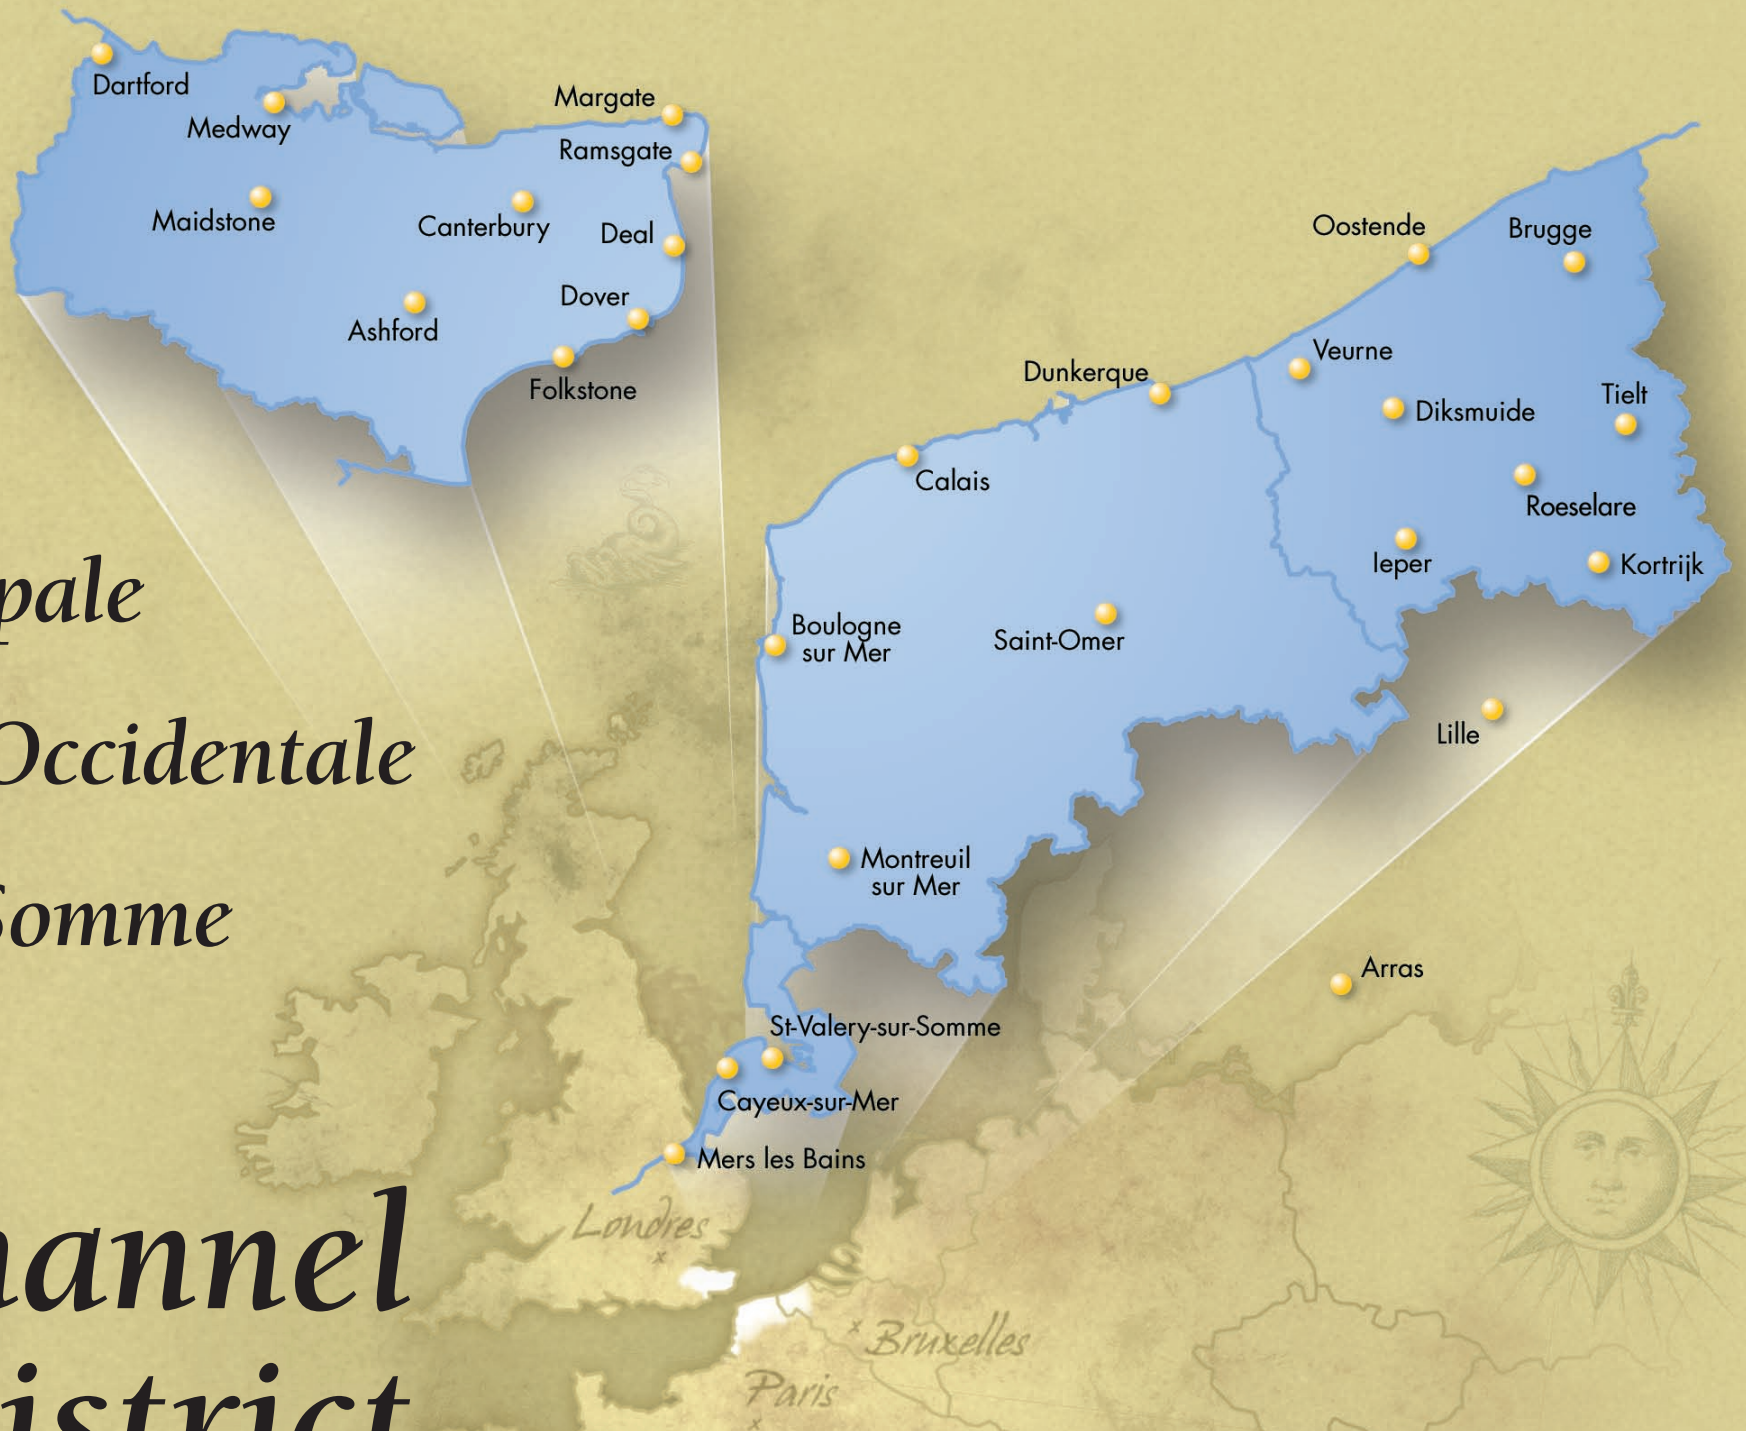 Dartford
Medway
Margate
Ramsgate
Maidstone
Canterbury
Deal
Dover
Ashford
Folkstone
Oostende
Brugge
Veurne
Dunkerque
Diksmuide
Tielt
Calais
Roeselare
Ieper
Kortrijk
Boulogne
sur Mer
Saint-Omer
Lille
Montreuil
sur Mer
Arras
St-Valery-sur-Somme
Cayeux-sur-Mer
Mers les Bains
Londres
Bruxelles
Paris
pale
Occidentale
Somme
hannel
istrict